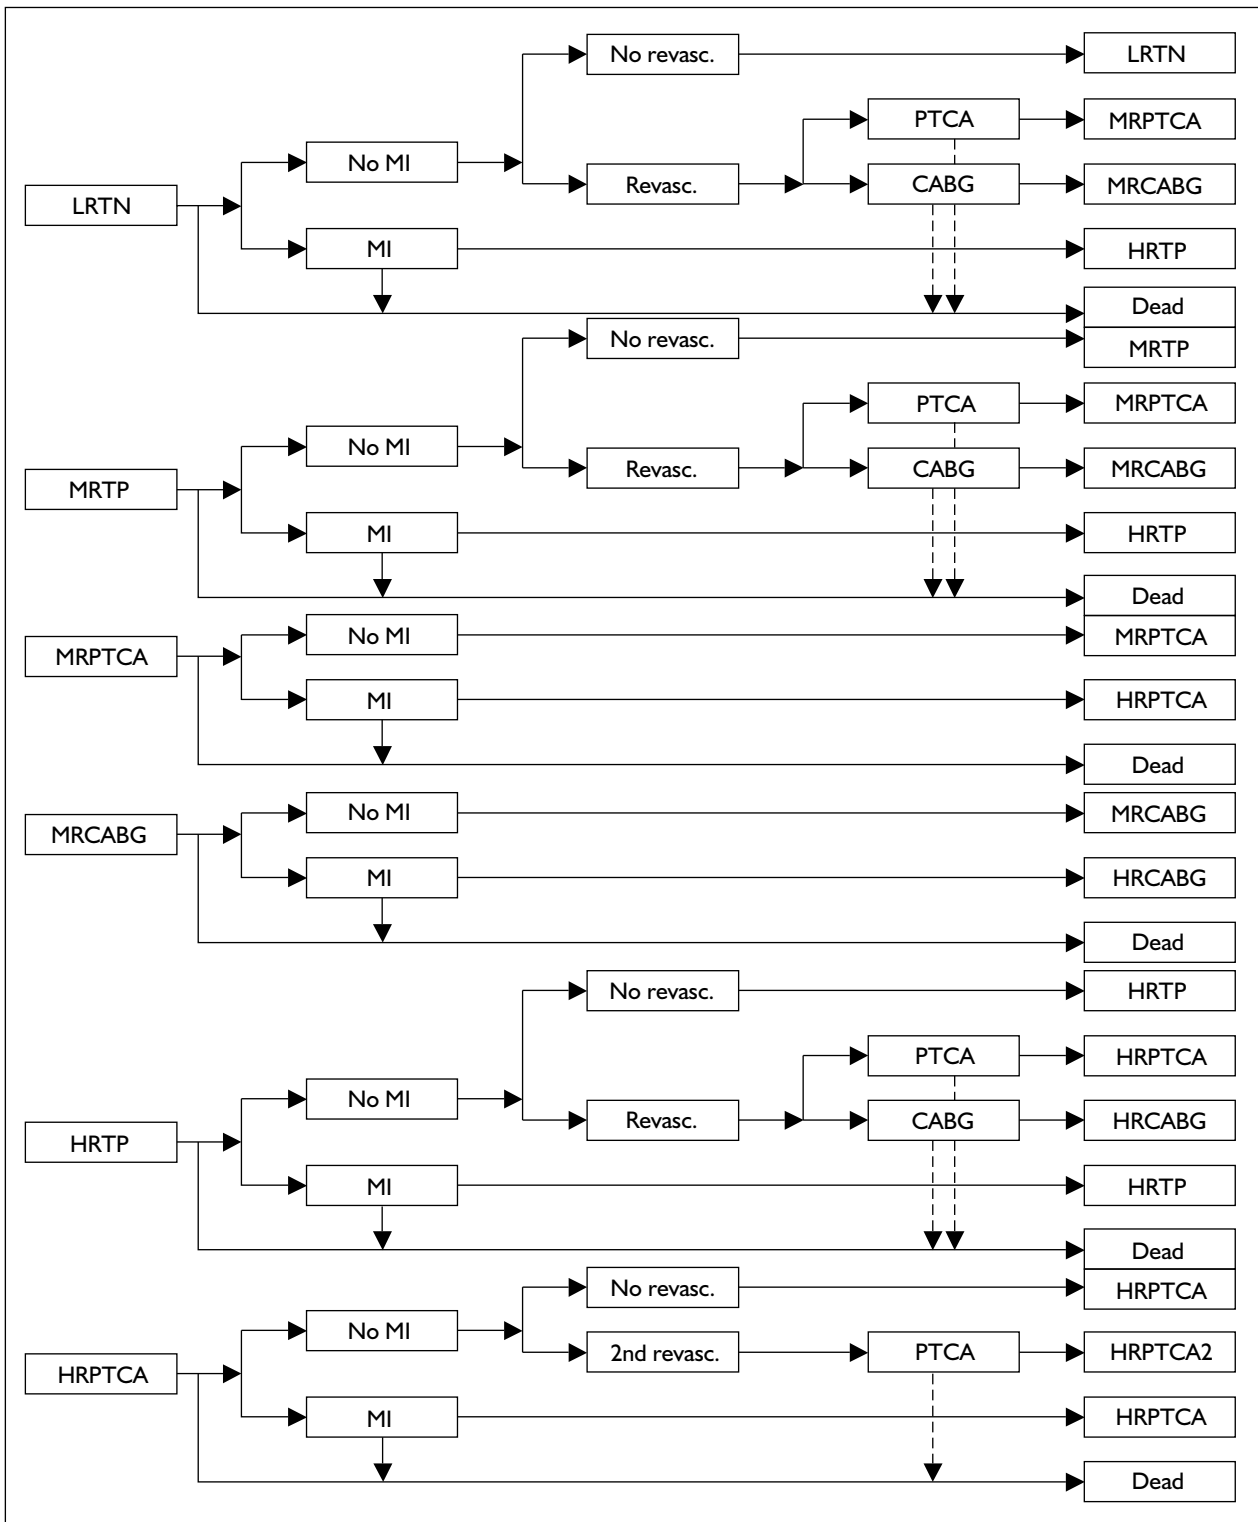 No revasc.
LRTN
PTCA
MRPTCA
No MI
Revasc.
CABG
MRCABG
LRTN
MI
HRTP
Dead
No revasc.
MRTP
PTCA
MRPTCA
No MI
Revasc.
CABG
MRCABG
MRTP
MI
HRTP
Dead
No MI
MRPTCA
MRPTCA
MI
HRPTCA
Dead
No MI
MRCABG
MRCABG
MI
HRCABG
Dead
No revasc.
HRTP
PTCA
HRPTCA
No MI
Revasc.
CABG
HRCABG
HRTP
MI
HRTP
Dead
No revasc.
HRPTCA
No MI
2nd revasc.
PTCA
HRPTCA2
HRPTCA
MI
HRPTCA
Dead